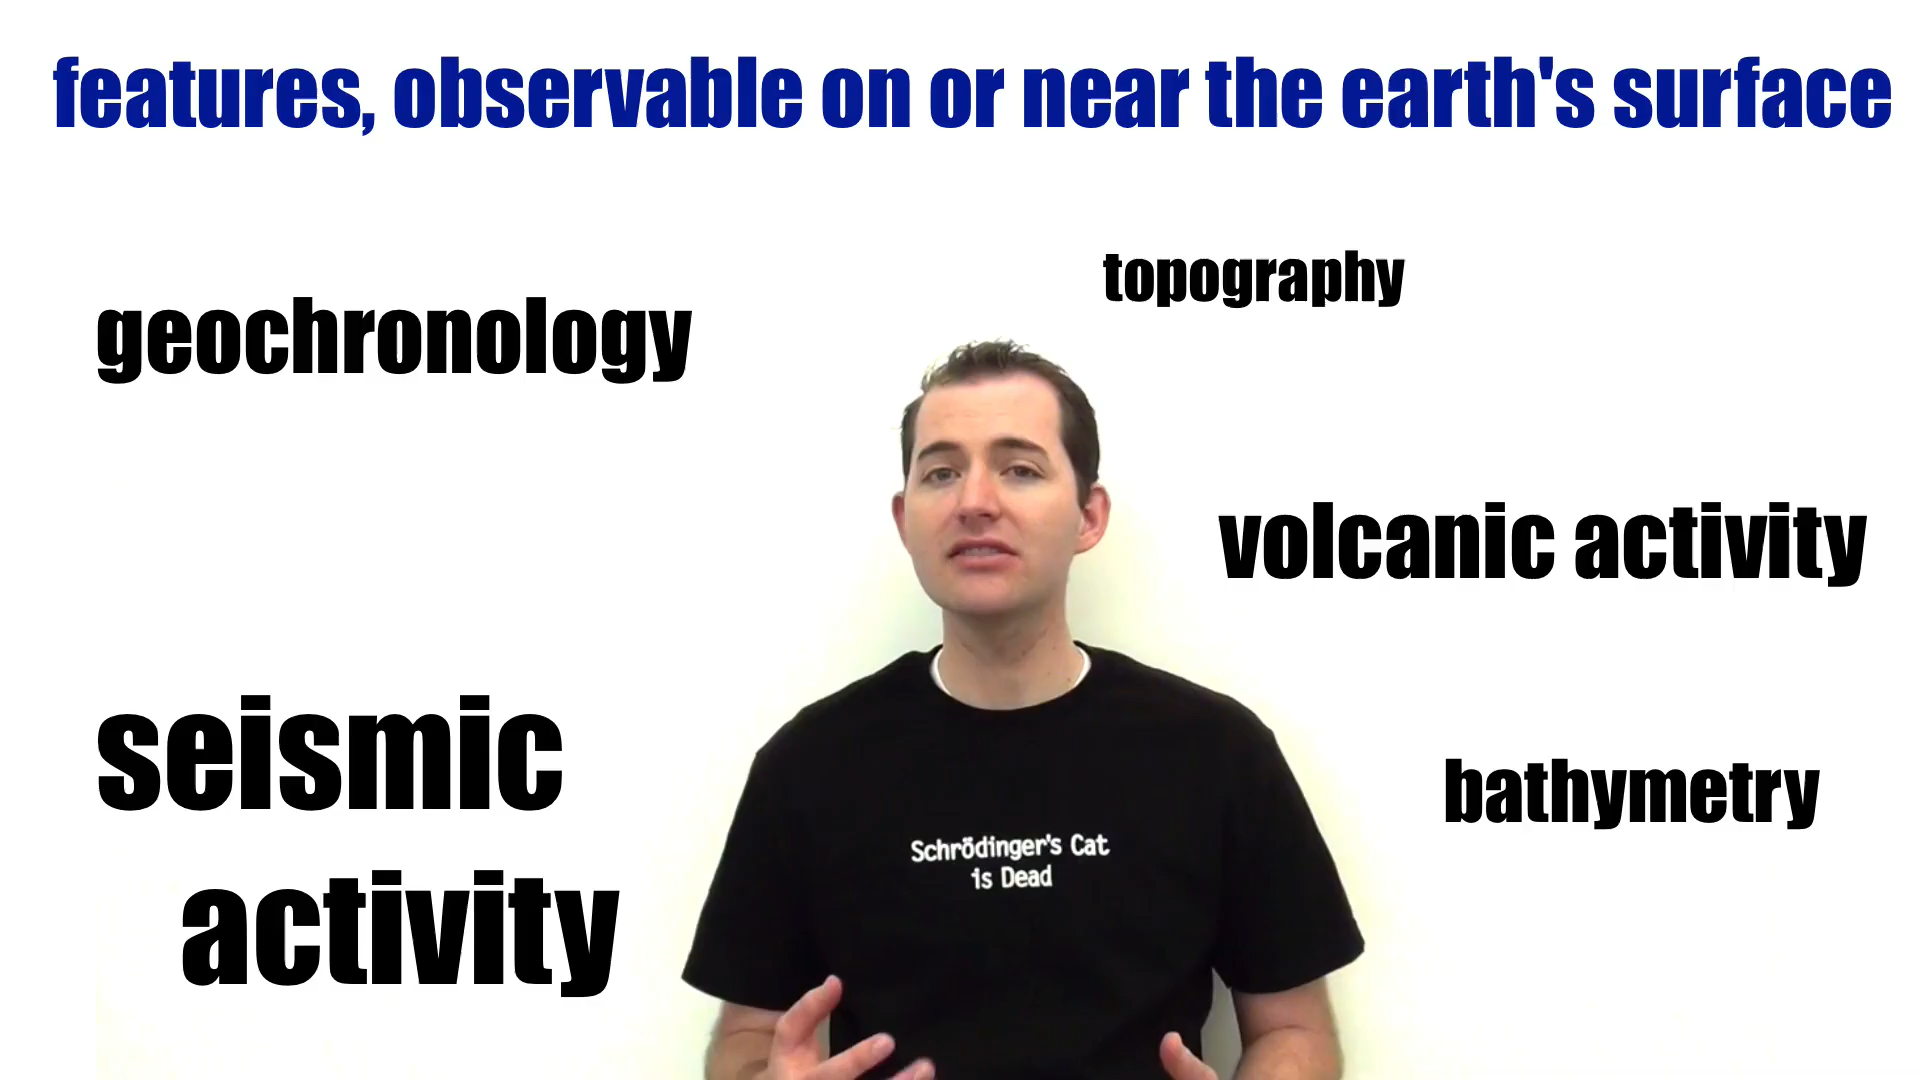 features, observable on or near the earth's surface
topography
geochronology
volcanic activity
seismic
activity
bathymetry
Schrödinger's Cat
is Dead